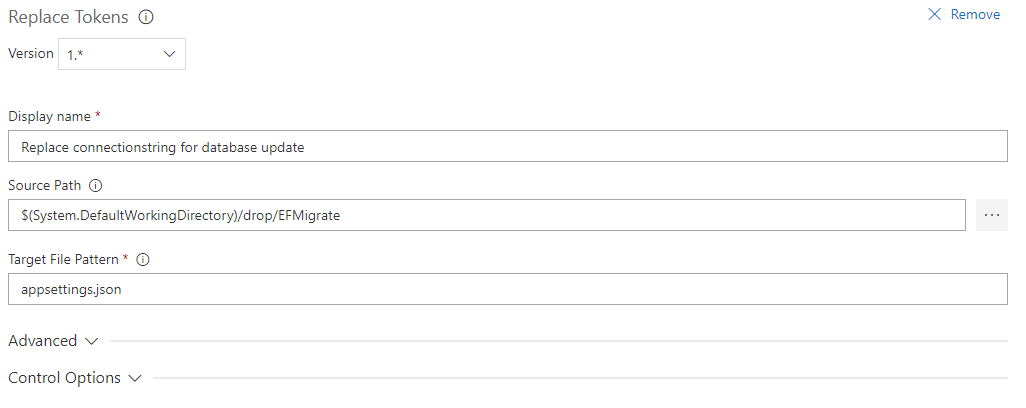 Replace Tokens
Remove
Version 1.*
Display name *
Replace connectionstring for database update
Source Path
$(System.DefaultWorkingDirectory)/drop/EFMigrate
...
Target File Pattern *
appsettings.json
Advanced
Control Options